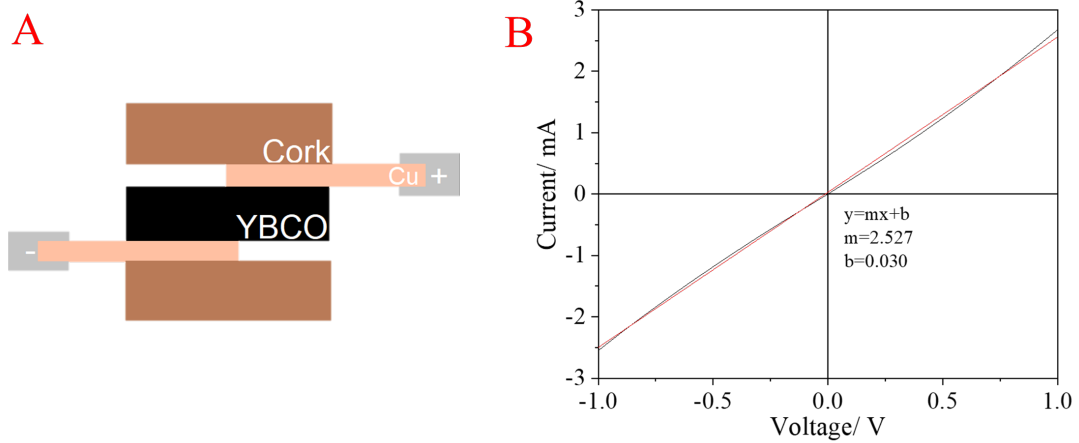 A
Cork
Cu +
YBCO
-
B
Current/ mA
3
2
1
0
-1
-2
-3
y=mx+b
m=2.527
b=0.030
-1.0 -0.5 0.0 0.5 1.0
Voltage/ V